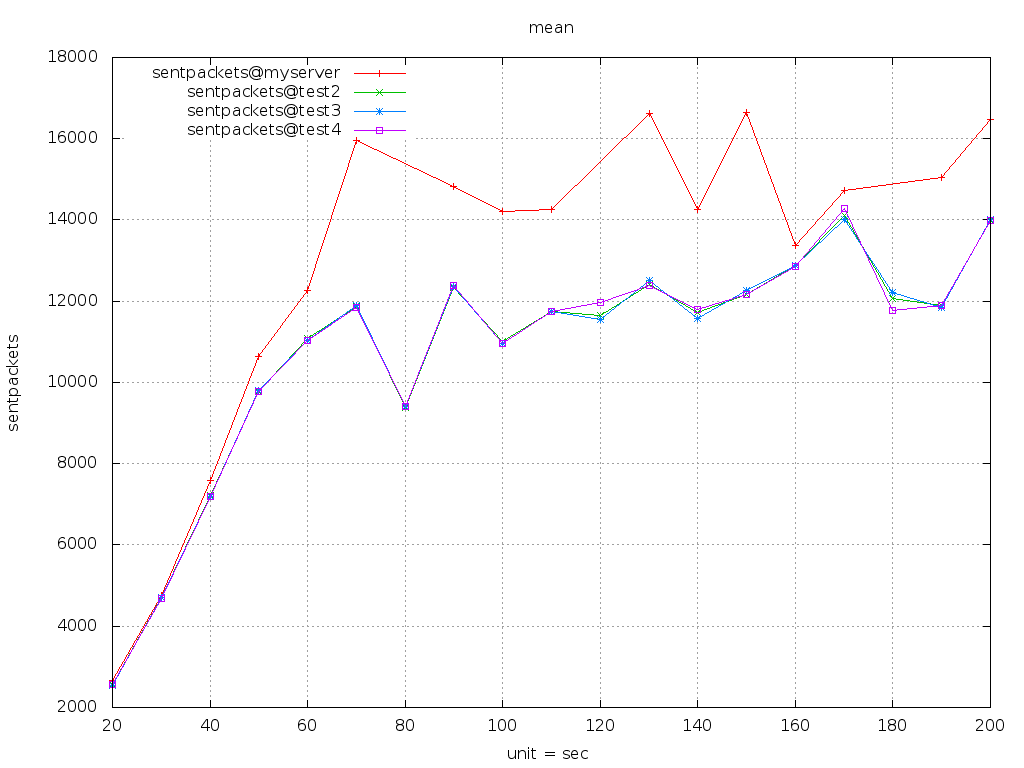 mean
18000
16000
14000
12000
10000
8000
6000
4000
2000
sentpackets
sentpackets@myserver
sentpackets@test2
sentpackets@test3
sentpackets@test4
20 40 60 80 100 120 140 160 180 200
unit = sec